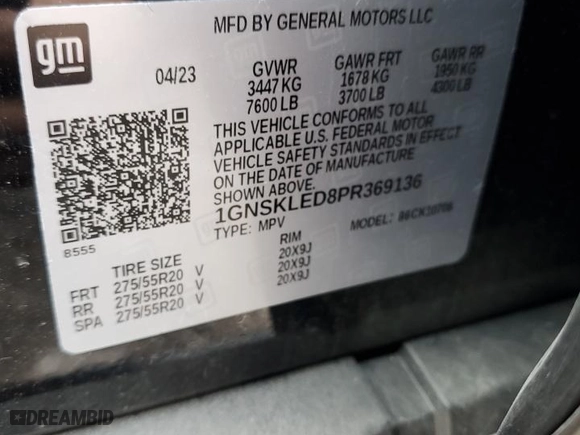 gm
MFD BY GENERAL MOTORS LLC
04/23 GVWR GAWR FRT GAWR RR
3447 KG 1678 KG 1950 KG
7600 LB 3700 LB 4300 LB
THIS VEHICLE CONFORMS TO ALL
APPLICABLE U.S. FEDERAL MOTOR
VEHICLE SAFETY STANDARDS IN EFFECT
ON THE DATE OF MANUFACTURE
SHOWN ABOVE.
1GNSKLED8PR369136
TYPE: MPV MODEL:
8555
TIRE SIZE RIM
FRT 275/55R20 V 20X9J
RR 275/55R20 V 20X9J
SPA 275/55R20 V 20X9J
DREAMBID